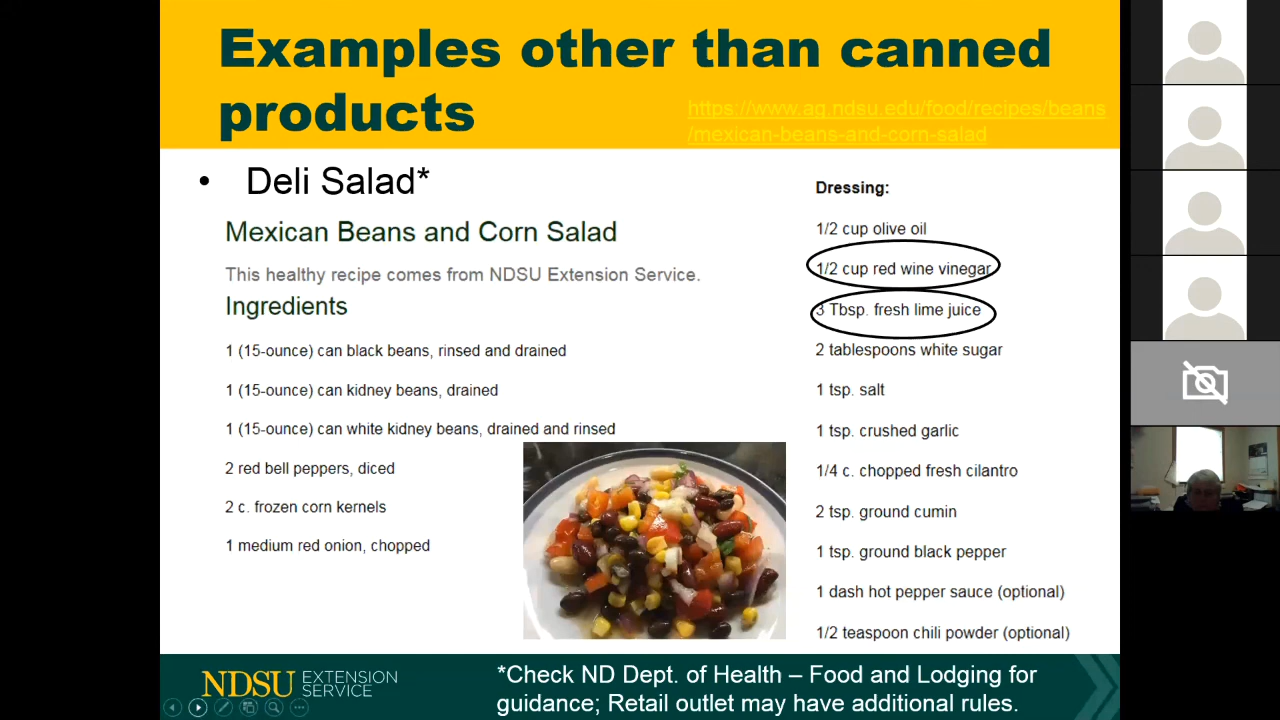 Examples other than canned
products
https://www.ag.ndsu.edu/food/recipes/beans
/mexican-beans-and-corn-salad
• Deli Salad*
Mexican Beans and Corn Salad
This healthy recipe comes from NDSU Extension Service.
Ingredients
1 (15-ounce) can black beans, rinsed and drained
1 (15-ounce) can kidney beans, drained
1 (15-ounce) can white kidney beans, drained and rinsed
2 red bell peppers, diced
2 c. frozen corn kernels
1 medium red onion, chopped
Dressing:
1/2 cup olive oil
1/2 cup red wine vinegar
3 Tbsp. fresh lime juice
2 tablespoons white sugar
1 tsp. salt
1 tsp. crushed garlic
1/4 c. chopped fresh cilantro
2 tsp. ground cumin
1 tsp. ground black pepper
1 dash hot pepper sauce (optional)
1/2 teaspoon chili powder (optional)
NDSU EXTENSION
SERVICE
*Check ND Dept. of Health – Food and Lodging for
guidance; Retail outlet may have additional rules.